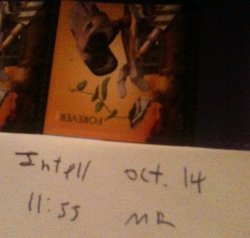 FOREVER
Intell oct. 14
11:55 MR